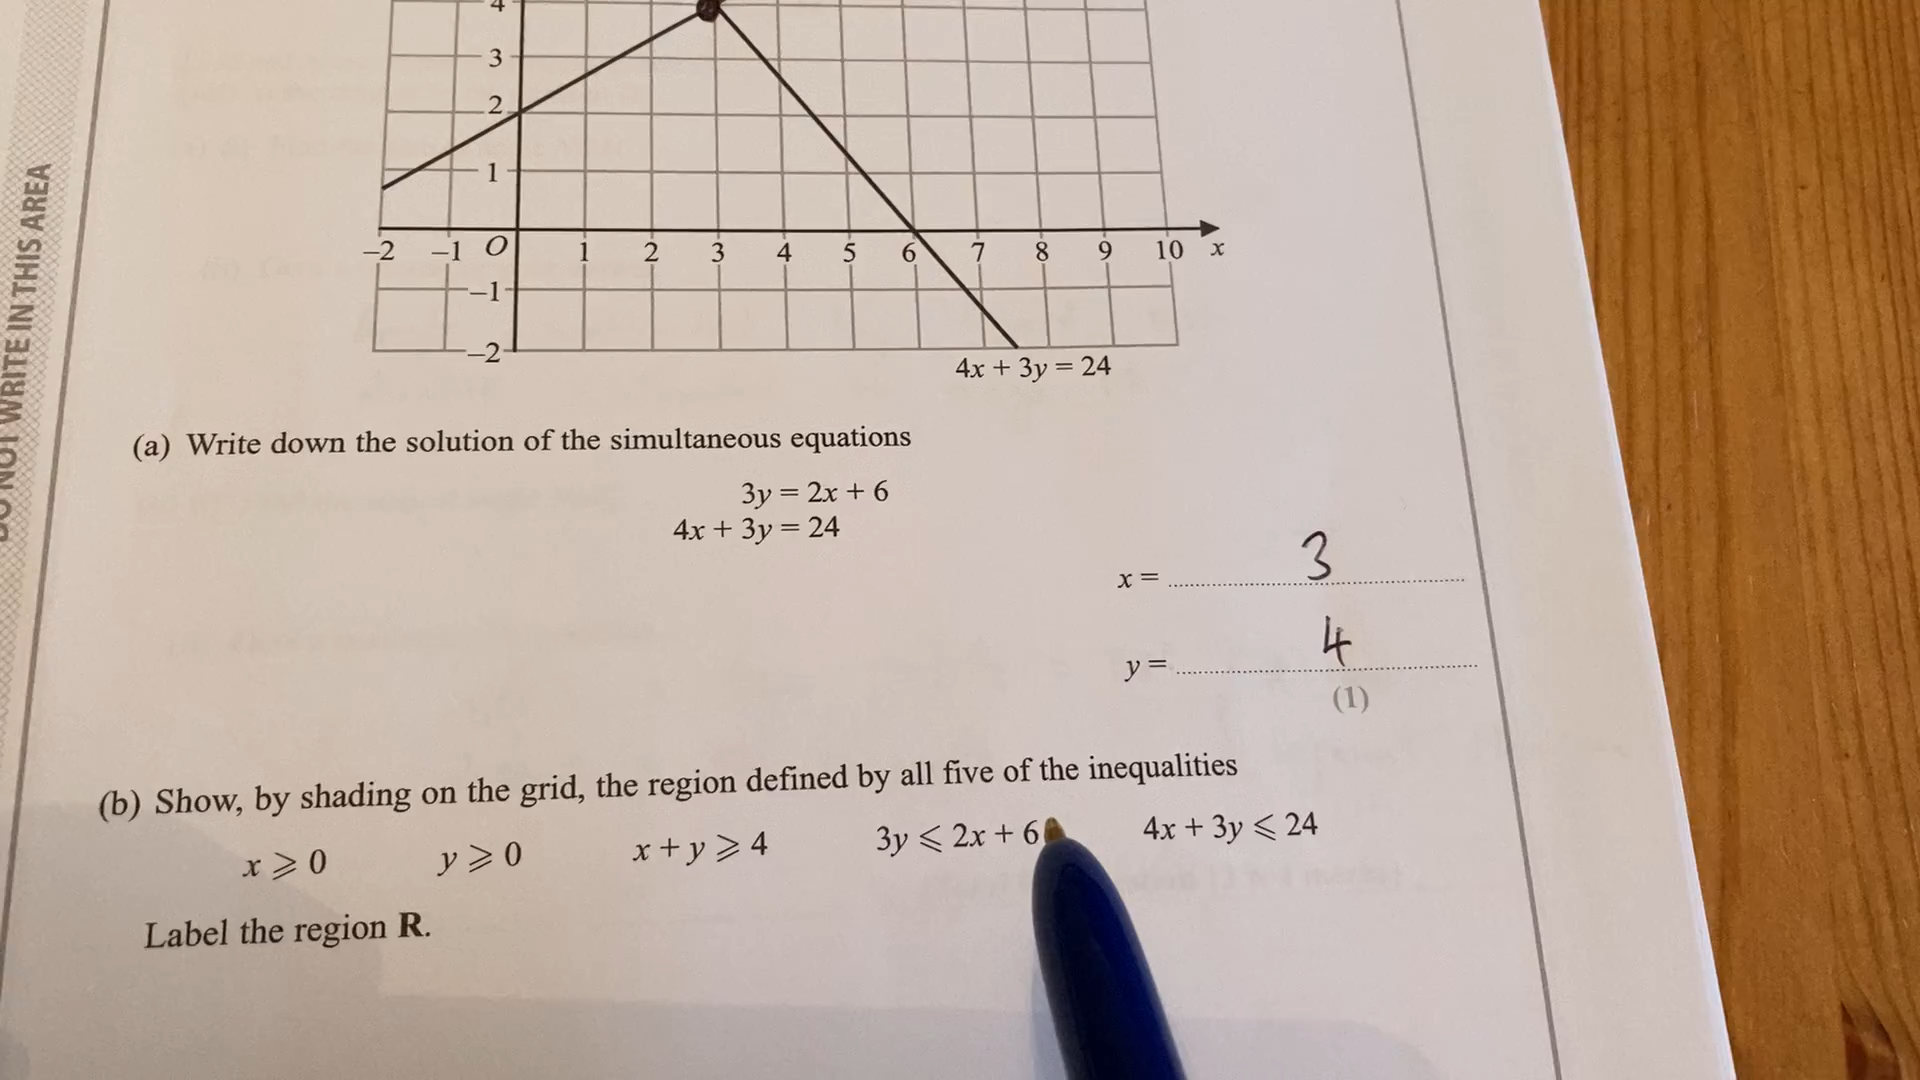 4
3
2
1
−2 −1 O 1 2 3 4 5 6 7 8 9 10 x
−1
−2
4x + 3y = 24
DO NOT WRITE IN THIS AREA
(a) Write down the solution of the simultaneous equations
3y = 2x + 6
4x + 3y = 24
x = 3
y = 4
(1)
(b) Show, by shading on the grid, the region defined by all five of the inequalities
x ⩾ 0 y ⩾ 0 x + y ⩾ 4 3y ⩽ 2x + 6 4x + 3y ⩽ 24
Label the region R.